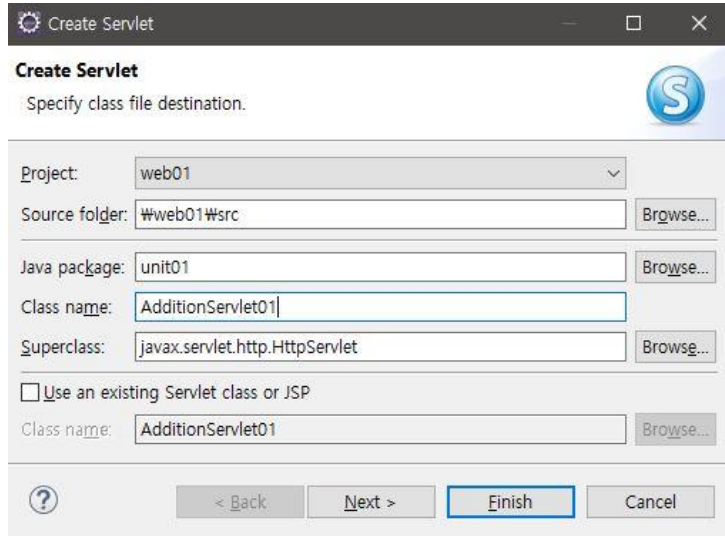 Create Servlet
Create Servlet
Specify class file destination.
Project: web01
Source folder: ₩web01₩src Browse...
Java package: unit01 Browse...
Class name: AdditionServlet01
Superclass: javax.servlet.http.HttpServlet Browse...
Use an existing Servlet class or JSP
Class name: AdditionServlet01 Browse...
? < Back Next > Finish Cancel